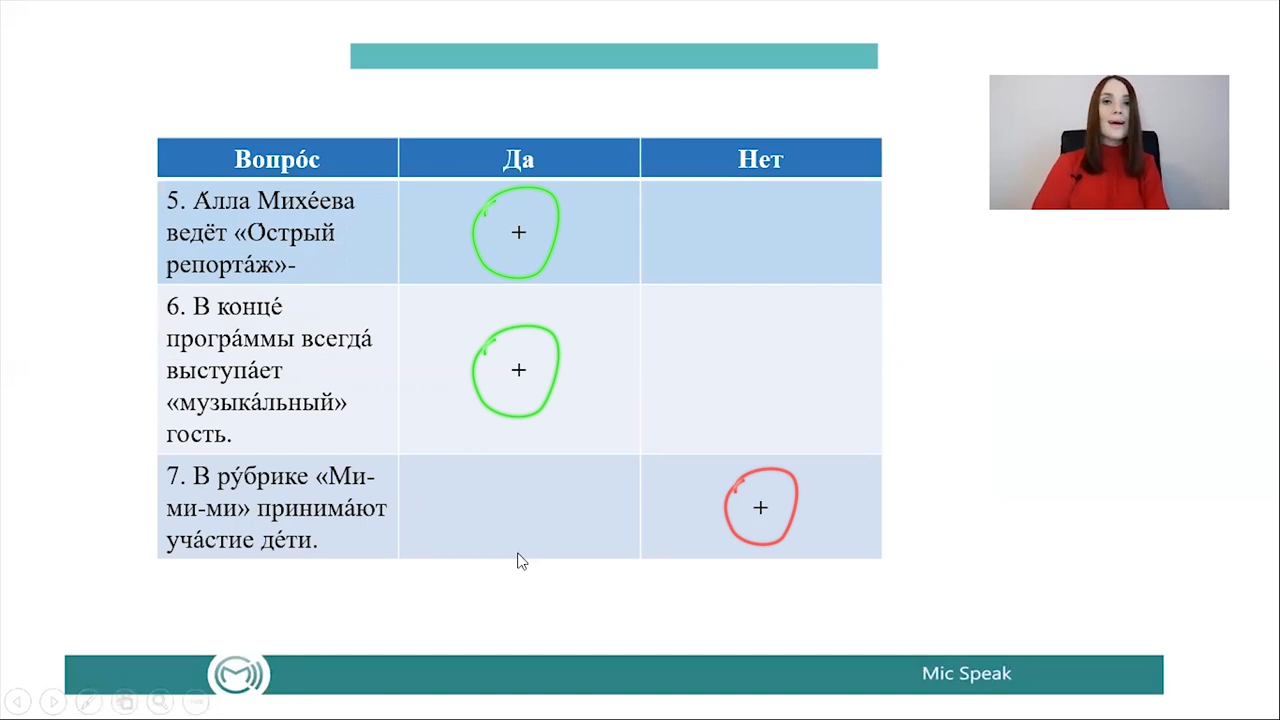 Вопро́с
Да
Нет
5. А́лла Михе́ева
ведёт «О́стрый
репорта́ж»-
+
6. В конце́
програ́ммы всегда́
выступа́ет
«музыка́льный»
гость.
+
7. В ру́брике «Ми-
ми-ми» принима́ют
уча́стие де́ти.
+
Mic Speak